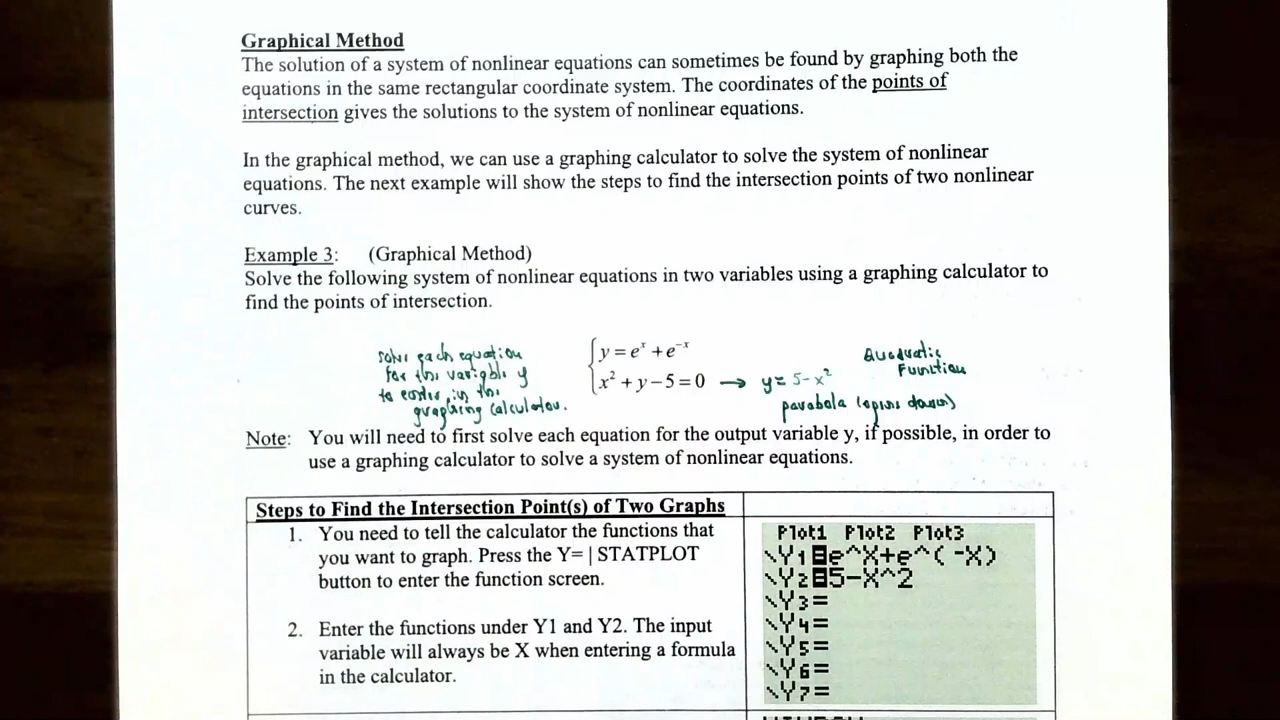 Graphical Method
The solution of a system of nonlinear equations can sometimes be found by graphing both the
equations in the same rectangular coordinate system. The coordinates of the points of
intersection gives the solutions to the system of nonlinear equations.
In the graphical method, we can use a graphing calculator to solve the system of nonlinear
equations. The next example will show the steps to find the intersection points of two nonlinear
curves.
Example 3: (Graphical Method)
Solve the following system of nonlinear equations in two variables using a graphing calculator to
find the points of intersection.
solve each equation
for the variable y
to enter in the
graphing calculator.
y = eˣ + e⁻ˣ
x² + y − 5 = 0 → y = 5 − x²
Quadratic
Function
parabola (opens down)
Note: You will need to first solve each equation for the output variable y, if possible, in order to
use a graphing calculator to solve a system of nonlinear equations.
Steps to Find the Intersection Point(s) of Two Graphs
1. You need to tell the calculator the functions that
you want to graph. Press the Y= | STATPLOT
button to enter the function screen.
2. Enter the functions under Y1 and Y2. The input
variable will always be X when entering a formula
in the calculator.
Plot1 Plot2 Plot3
\Y1=e^X+e^(-X)
\Y2=5-X^2
\Y3=
\Y4=
\Y5=
\Y6=
\Y7=